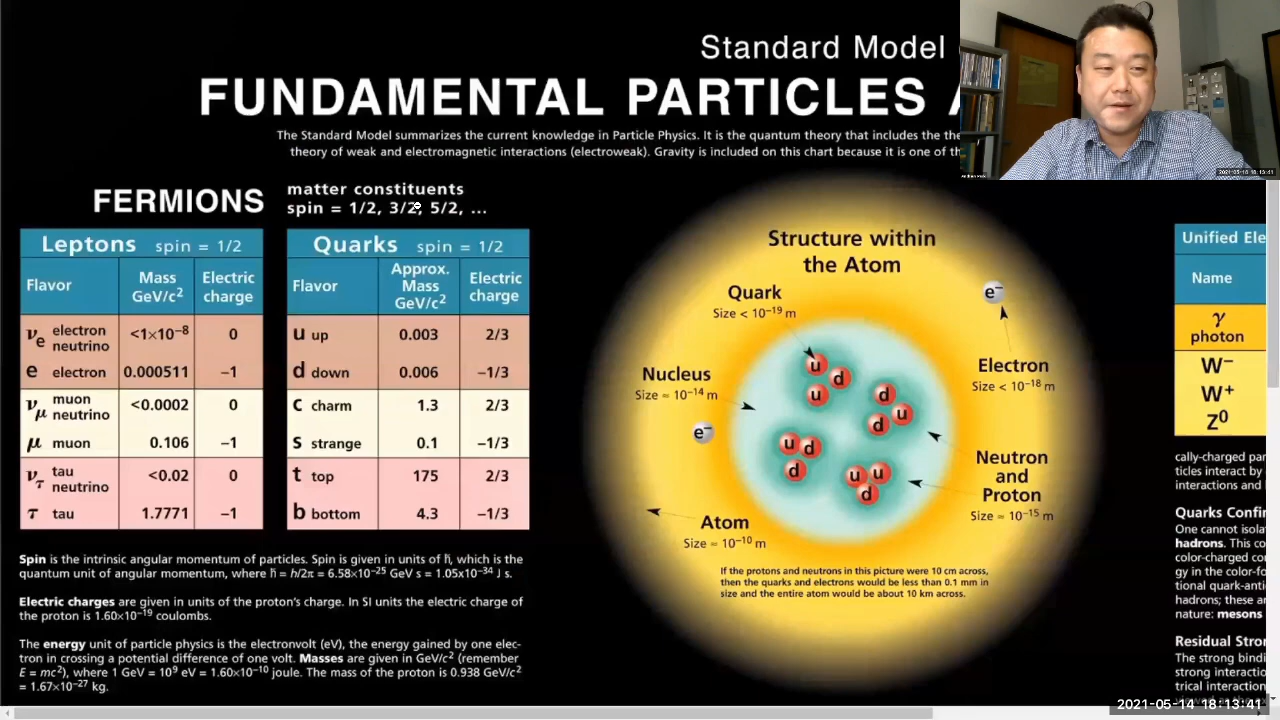 Standard Model
FUNDAMENTAL PARTICLES A
The Standard Model summarizes the current knowledge in Particle Physics. It is the quantum theory that includes the the
theory of weak and electromagnetic interactions (electroweak). Gravity is included on this chart because it is one of th
FERMIONS
matter constituents
spin = 1/2, 3/2, 5/2, ...
Leptons spin = 1/2
Flavor
Mass
GeV/c²
Electric
charge
νe electron
neutrino
<1×10⁻⁸
0
e electron
0.000511
−1
νμ muon
neutrino
<0.0002
0
μ muon
0.106
−1
ντ tau
neutrino
<0.02
0
τ tau
1.7771
−1
Quarks spin = 1/2
Flavor
Approx.
Mass
GeV/c²
Electric
charge
u up
0.003
2/3
d down
0.006
−1/3
c charm
1.3
2/3
s strange
0.1
−1/3
t top
175
2/3
b bottom
4.3
−1/3
Spin is the intrinsic angular momentum of particles. Spin is given in units of ħ, which is the
quantum unit of angular momentum, where ħ = h/2π = 6.58×10⁻²⁵ GeV s = 1.05x10⁻³⁴ J s.
Electric charges are given in units of the proton's charge. In SI units the electric charge of
the proton is 1.60×10⁻¹⁹ coulombs.
The energy unit of particle physics is the electronvolt (eV), the energy gained by one elec-
tron in crossing a potential difference of one volt. Masses are given in GeV/c² (remember
E = mc²), where 1 GeV = 10⁹ eV = 1.60×10⁻¹⁰ joule. The mass of the proton is 0.938 GeV/c²
= 1.67×10⁻²⁷ kg.
Structure within
the Atom
Quark
Size < 10⁻¹⁹ m
e⁻
Nucleus
Size ≈ 10⁻¹⁴ m
Electron
Size < 10⁻¹⁸ m
u
d
u
d
u
d
e⁻
u d
d
u u
d
Neutron
and
Proton
Size ≈ 10⁻¹⁵ m
Atom
Size ≈ 10⁻¹⁰ m
If the protons and neutrons in this picture were 10 cm across,
then the quarks and electrons would be less than 0.1 mm in
size and the entire atom would be about 10 km across.
Unified Ele
Name
γ
photon
W⁻
W⁺
Z⁰
cally-charged par
ticles interact by
interactions and
Quarks Confi
One cannot isola
hadrons. This co
color-charged co
gy in the color-fo
tional quark-anti
hadrons; these a
nature: mesons
Residual Stro
The strong bindi
strong interactio
trical interaction
2021-05-14 18:13:41
2021-05-14 18:13:41